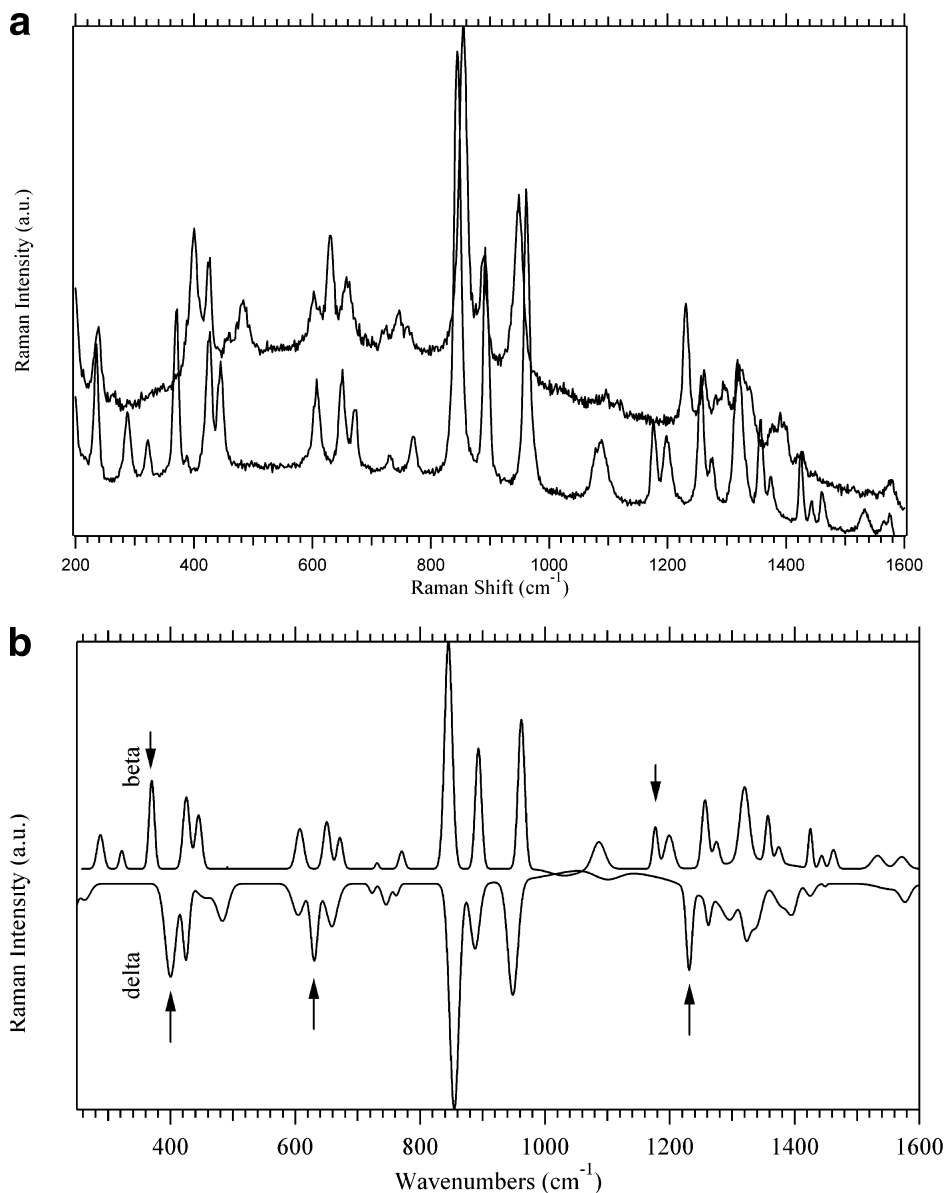 a
Raman Intensity (a.u.)
200 400 600 800 1000 1200 1400 1600
Raman Shift (cm-1)
b
Raman Intensity (a.u.)
beta
delta
400 600 800 1000 1200 1400 1600
Wavenumbers (cm-1)